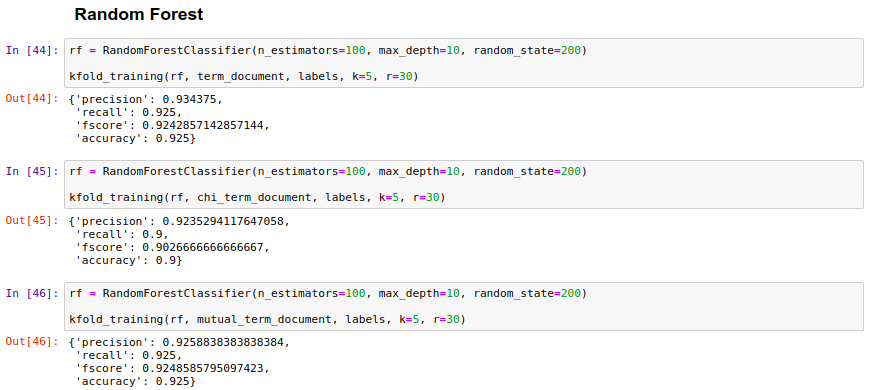 Random Forest
In [44]: rf = RandomForestClassifier(n_estimators=100, max_depth=10, random_state=200)
kfold_training(rf, term_document, labels, k=5, r=30)
Out[44]: {'precision': 0.934375,
'recall': 0.925,
'fscore': 0.9242857142857144,
'accuracy': 0.925}
In [45]: rf = RandomForestClassifier(n_estimators=100, max_depth=10, random_state=200)
kfold_training(rf, chi_term_document, labels, k=5, r=30)
Out[45]: {'precision': 0.9235294117647058,
'recall': 0.9,
'fscore': 0.9026666666666667,
'accuracy': 0.9}
In [46]: rf = RandomForestClassifier(n_estimators=100, max_depth=10, random_state=200)
kfold_training(rf, mutual_term_document, labels, k=5, r=30)
Out[46]: {'precision': 0.9258838383838384,
'recall': 0.925,
'fscore': 0.9248585795097423,
'accuracy': 0.925}